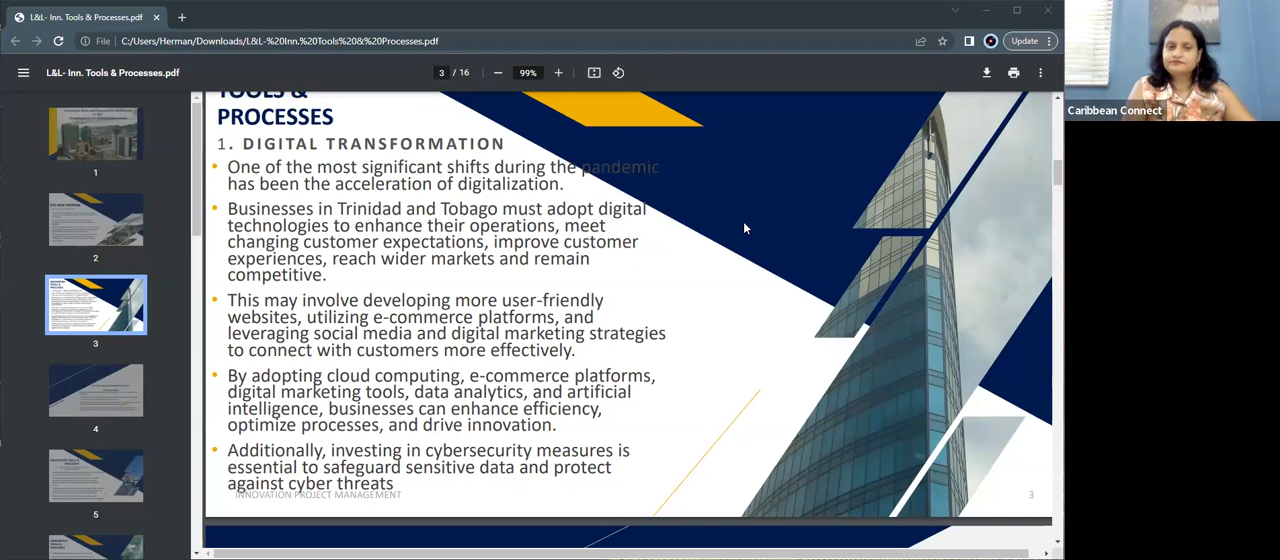 L&L- Inn. Tools & Processes.pdf
File
C:/Users/Herman/Downloads/L&L-%20Inn.%20Tools%20&%20Processes.pdf
Update
L&L- Inn. Tools & Processes.pdf
3 / 16
99%
Caribbean Connect
1
2
3
4
5
TOOLS &
PROCESSES
1. DIGITAL TRANSFORMATION
• One of the most significant shifts during the pandemic
has been the acceleration of digitalization.
• Businesses in Trinidad and Tobago must adopt digital
technologies to enhance their operations, meet
changing customer expectations, improve customer
experiences, reach wider markets and remain
competitive.
• This may involve developing more user-friendly
websites, utilizing e-commerce platforms, and
leveraging social media and digital marketing strategies
to connect with customers more effectively.
• By adopting cloud computing, e-commerce platforms,
digital marketing tools, data analytics, and artificial
intelligence, businesses can enhance efficiency,
optimize processes, and drive innovation.
• Additionally, investing in cybersecurity measures is
essential to safeguard sensitive data and protect
against cyber threats
INNOVATION PROJECT MANAGEMENT
3